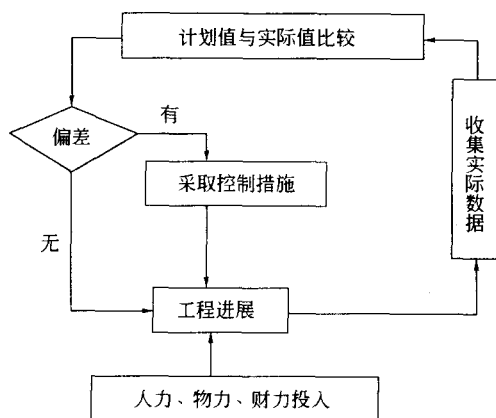 计划值与实际值比较
偏差
有
收集实际数据
采取控制措施
无
工程进展
人力、物力、财力投入